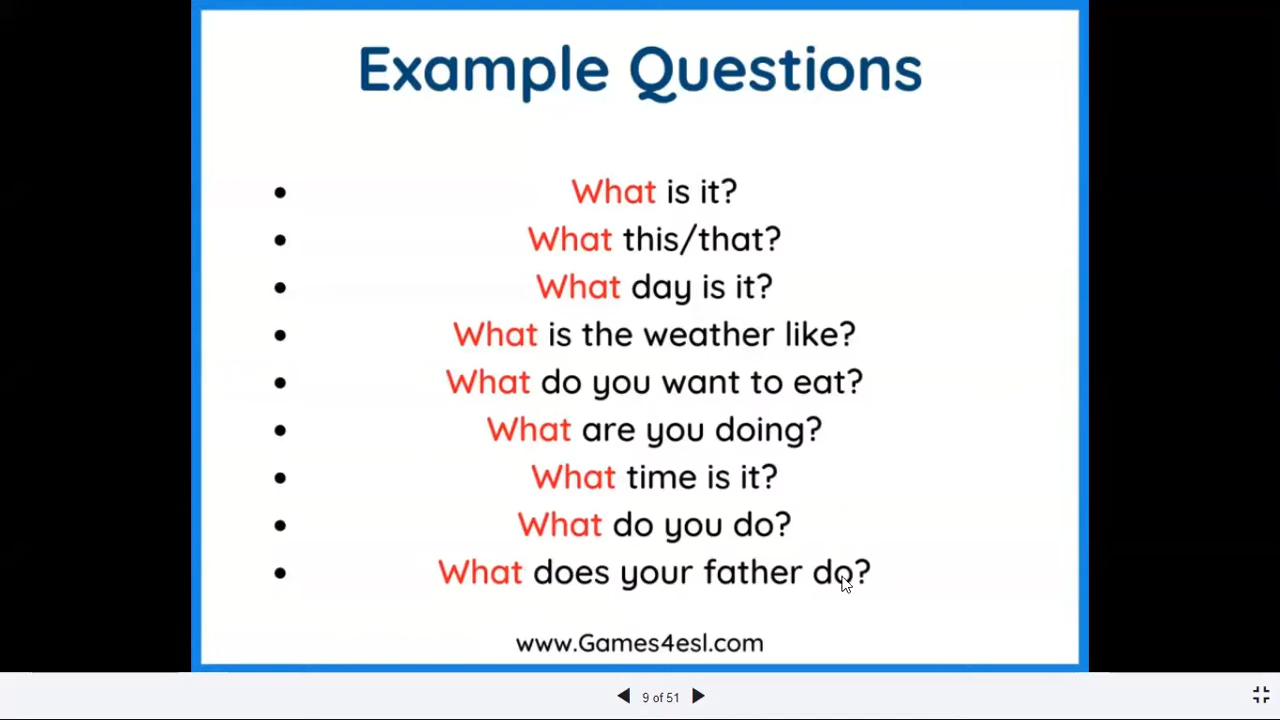 Example Questions
• What is it?
• What this/that?
• What day is it?
• What is the weather like?
• What do you want to eat?
• What are you doing?
• What time is it?
• What do you do?
• What does your father do?
www.Games4esl.com
9 of 51